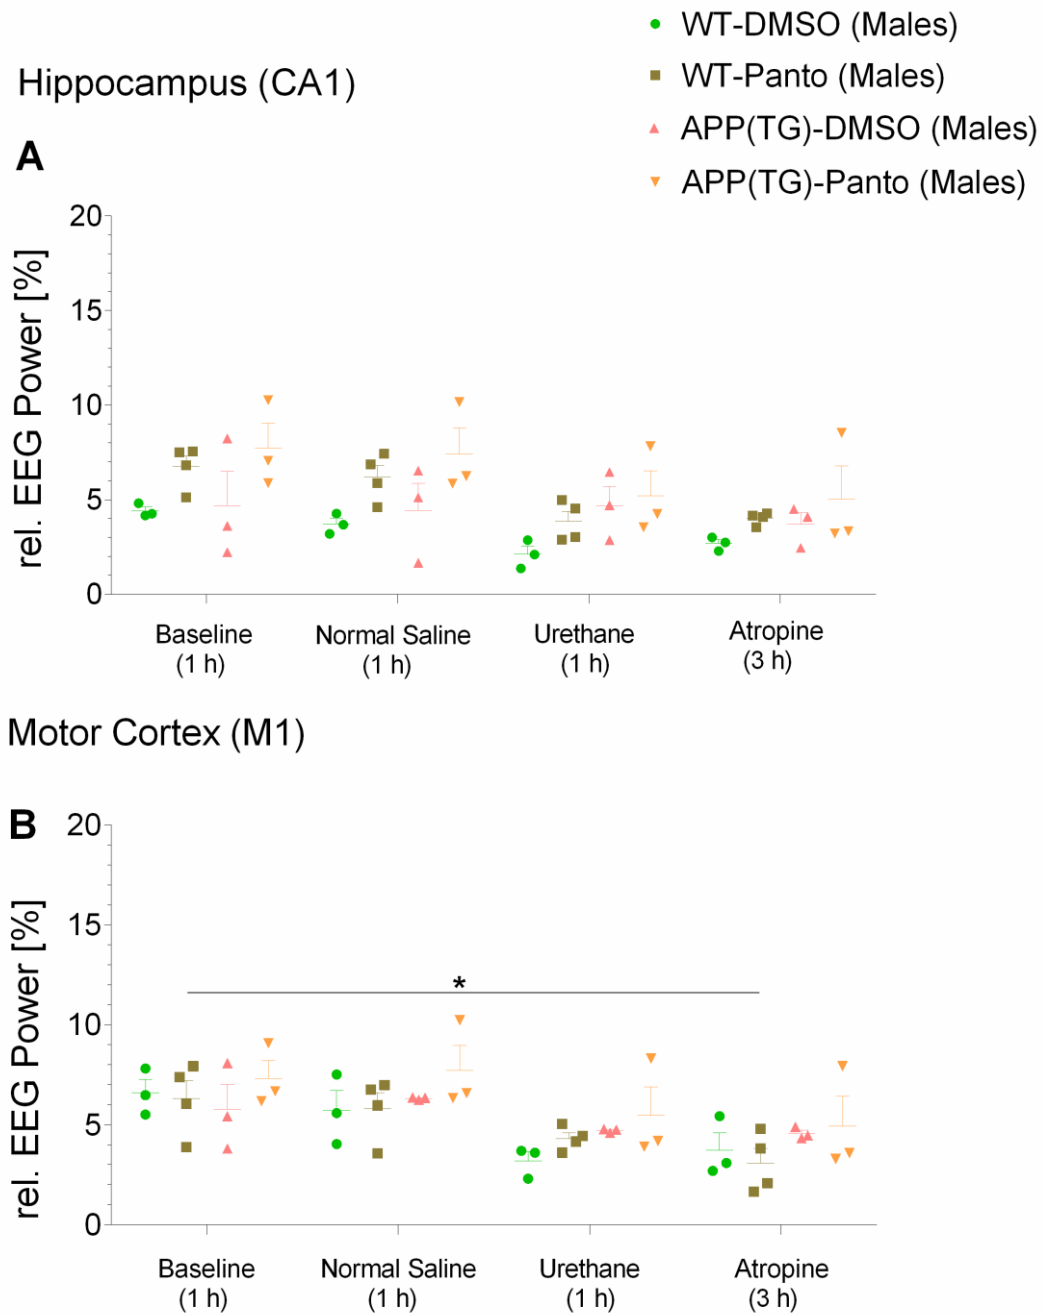 WT-DMSO (Males)
WT-Panto (Males)
APP(TG)-DMSO (Males)
APP(TG)-Panto (Males)
Hippocampus (CA1)
A
rel. EEG Power [%]
20
15
10
5
0
Baseline
(1 h)
Normal Saline
(1 h)
Urethane
(1 h)
Atropine
(3 h)
Motor Cortex (M1)
B
rel. EEG Power [%]
20
15
10
5
0
*
Baseline
(1 h)
Normal Saline
(1 h)
Urethane
(1 h)
Atropine
(3 h)